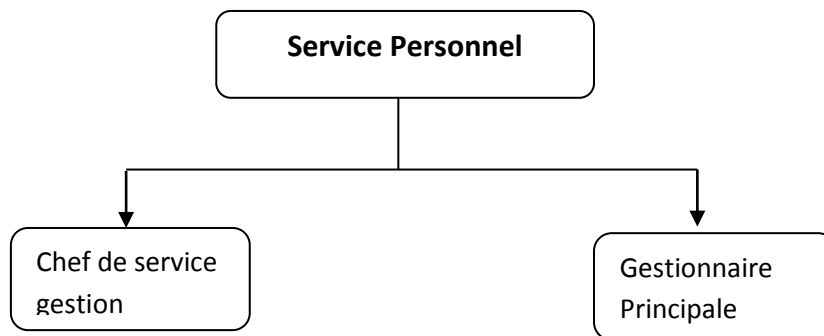 Service Personnel
Chef de service
gestion
Gestionnaire
Principale